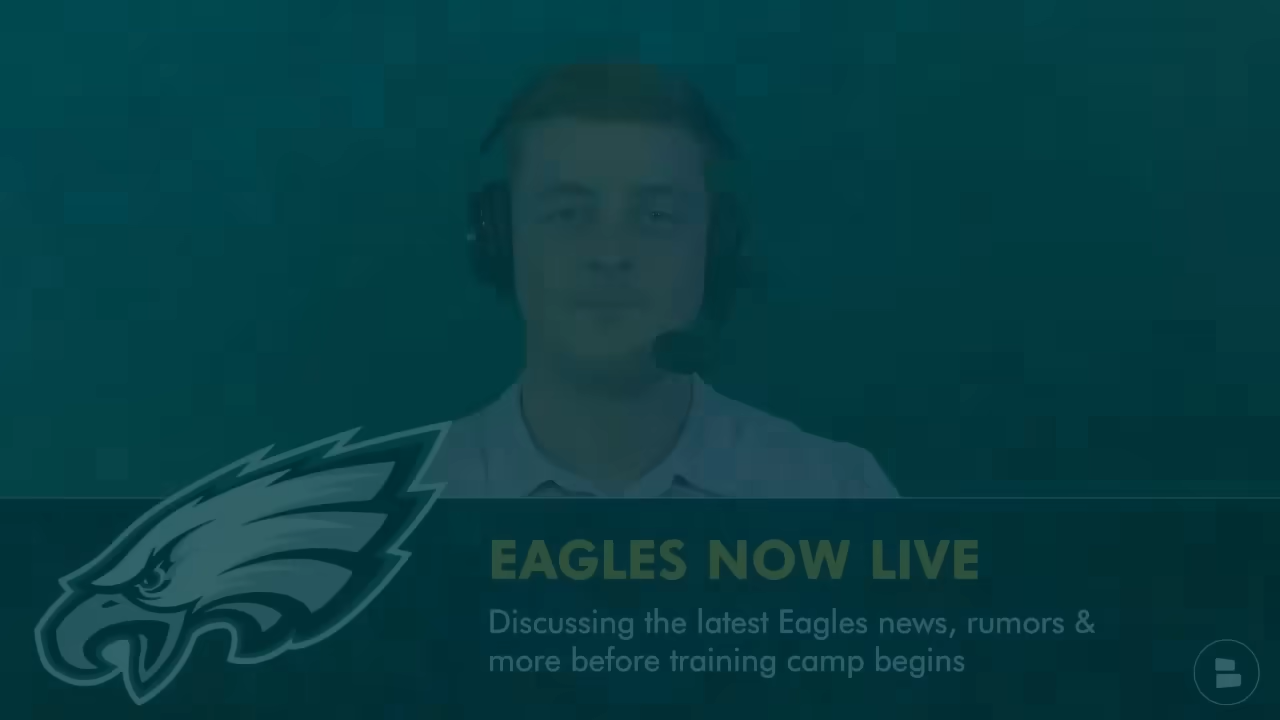 EAGLES NOW LIVE
Discussing the latest Eagles news, rumors &
more before training camp begins